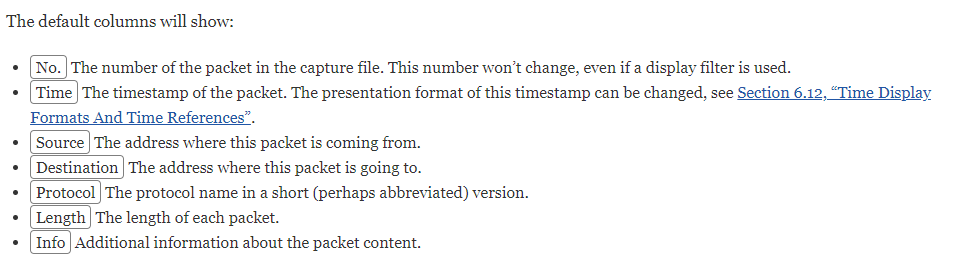 The default columns will show:
• No. The number of the packet in the capture file. This number won’t change, even if a display filter is used.
• Time The timestamp of the packet. The presentation format of this timestamp can be changed, see Section 6.12, “Time Display
Formats And Time References”.
• Source The address where this packet is coming from.
• Destination The address where this packet is going to.
• Protocol The protocol name in a short (perhaps abbreviated) version.
• Length The length of each packet.
• Info Additional information about the packet content.